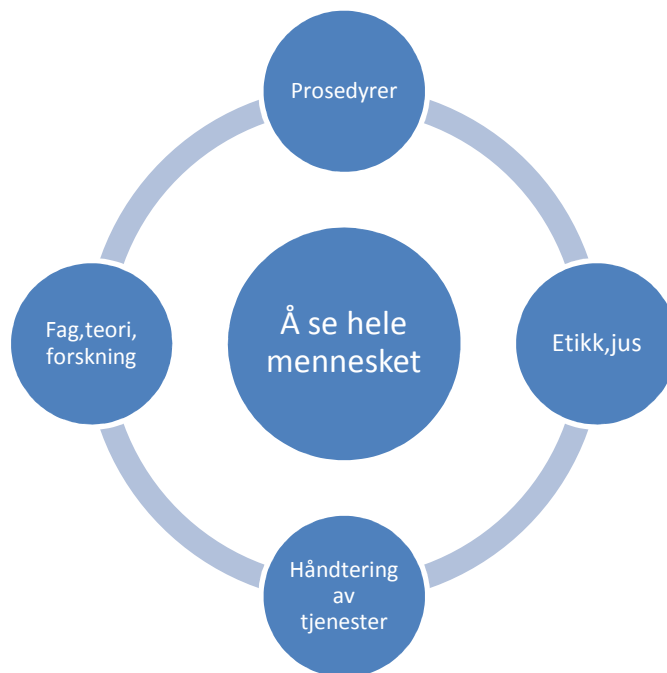 Prosedyrer
Fag,teori,
forskning
Å se hele
mennesket
Etikk,jus
Håndtering
av
tjenester